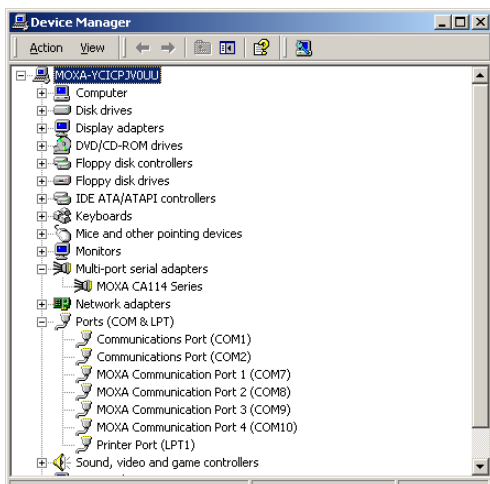 Device Manager
Action View
MOXA-YCICPJV0UU
Computer
Disk drives
Display adapters
DVD/CD-ROM drives
Floppy disk controllers
Floppy disk drives
IDE ATA/ATAPI controllers
Keyboards
Mice and other pointing devices
Monitors
Multi-port serial adapters
MOXA CA114 Series
Network adapters
Ports (COM & LPT)
Communications Port (COM1)
Communications Port (COM2)
MOXA Communication Port 1 (COM7)
MOXA Communication Port 2 (COM8)
MOXA Communication Port 3 (COM9)
MOXA Communication Port 4 (COM10)
Printer Port (LPT1)
Sound, video and game controllers